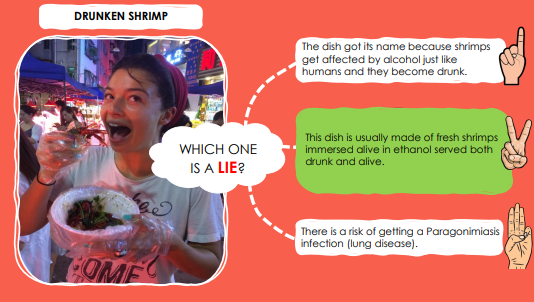 DRUNKEN SHRIMP
The dish got its name because shrimps
get affected by alcohol just like
humans and they become drunk.
WHICH ONE
IS A LIE?
This dish is usually made of fresh shrimps
immersed alive in ethanol served both
drunk and alive.
There is a risk of getting a Paragonimiasis
infection (lung disease).
COME